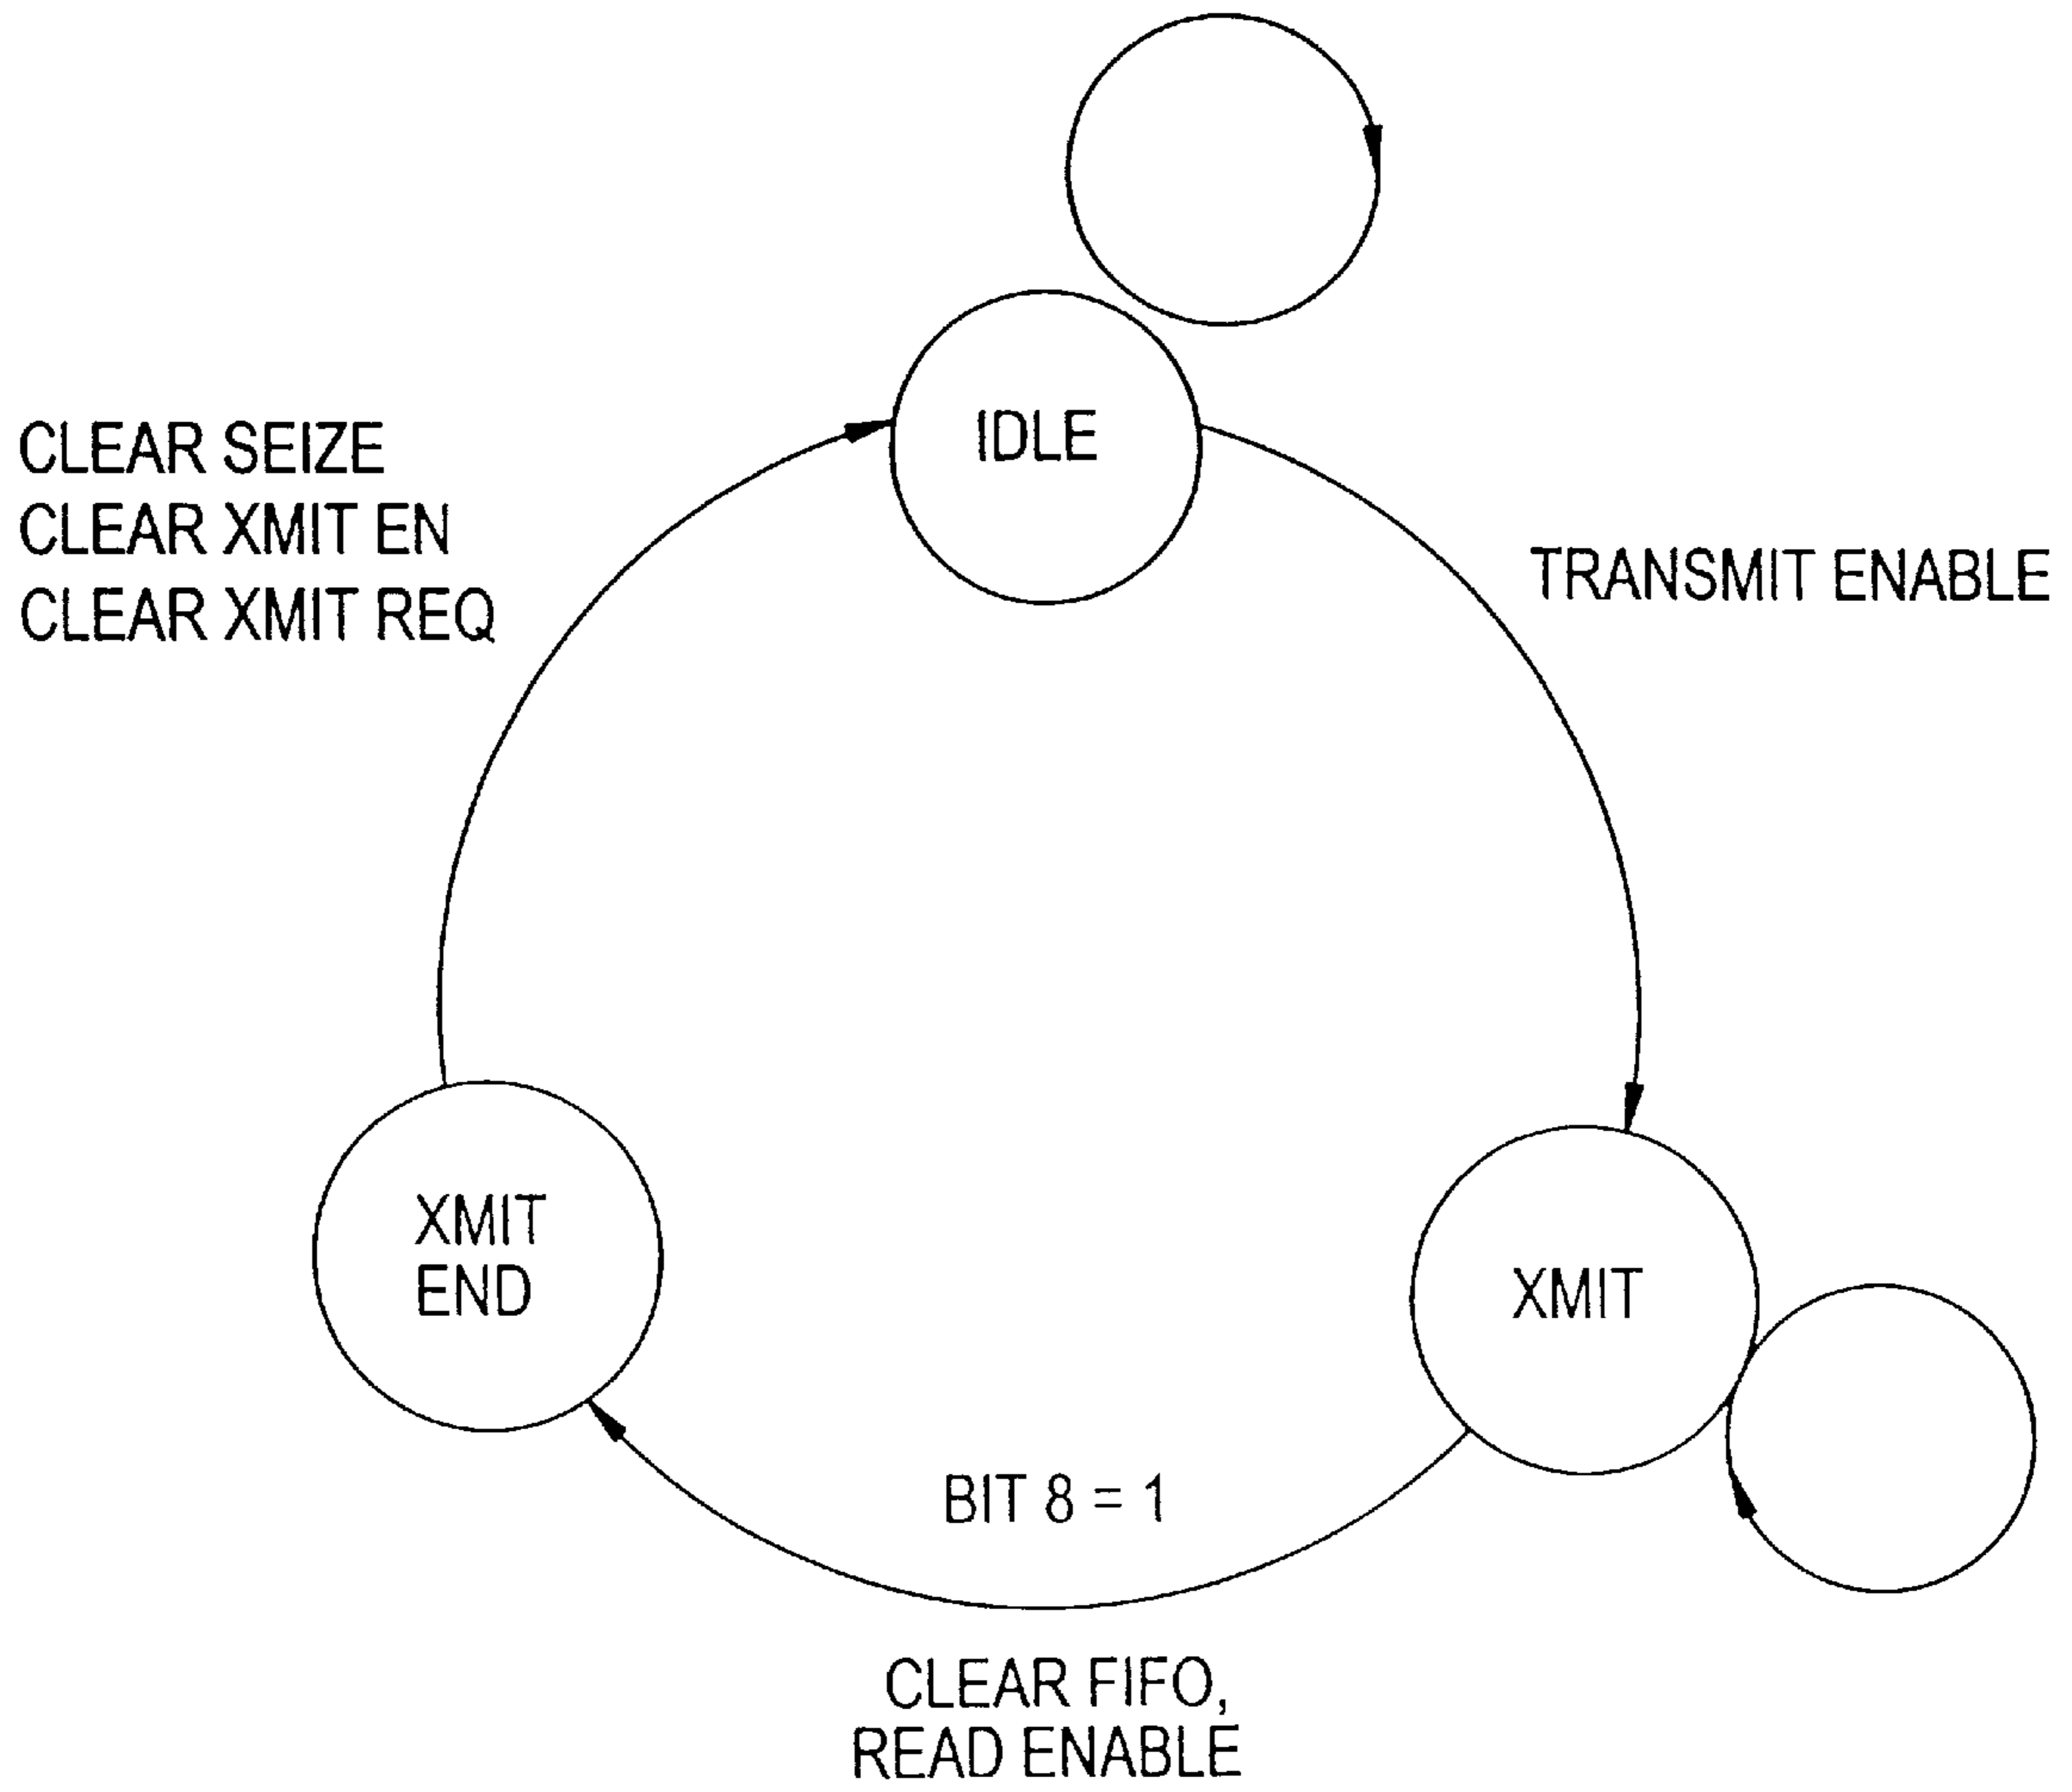 IDLE
CLEAR SEIZE
CLEAR XMIT EN
CLEAR XMIT REQ
TRANSMIT ENABLE
XMIT
END
XMIT
BIT 8 = 1
CLEAR FIFO,
READ ENABLE